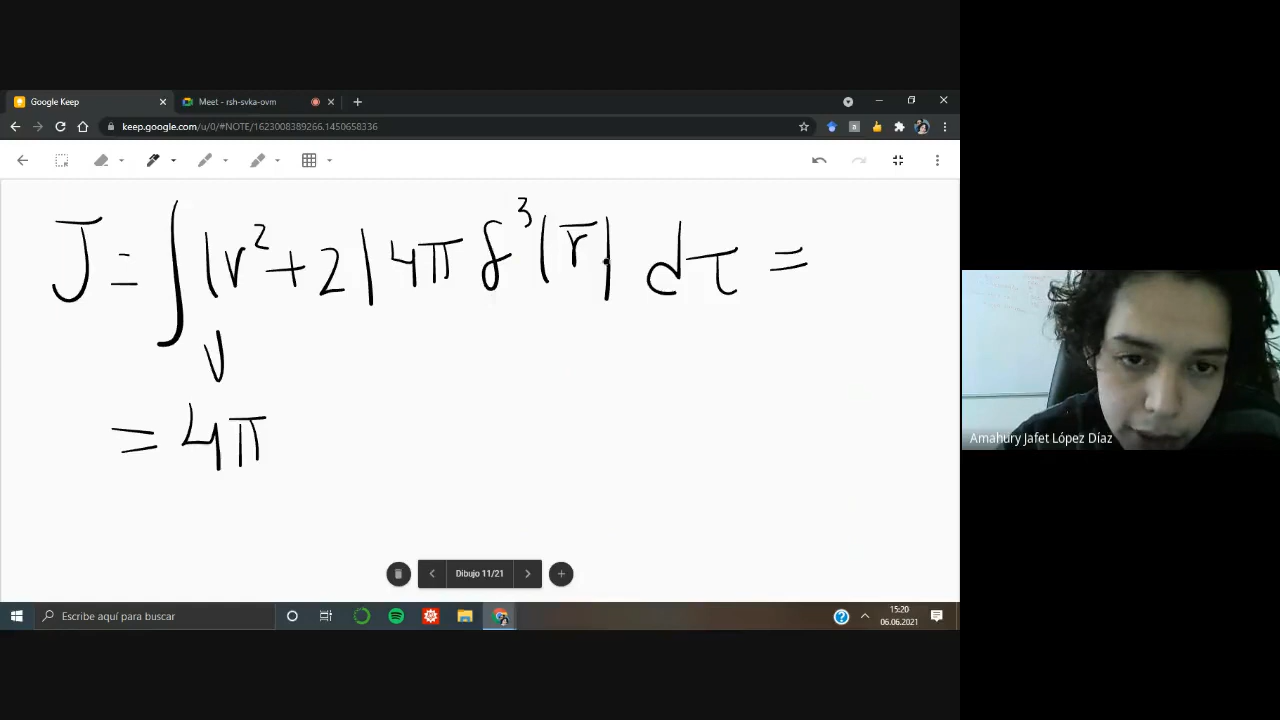 Google Keep
Meet - rsh-svka-ovm
keep.google.com/u/0/#NOTE/1623008389266.1450658336
J = ∫ (r² + 2) 4π δ³(r̄) dτ =
V
= 4π
Amahury Jafet López Díaz
Dibujo 11/21
Escribe aquí para buscar
15:20
06.06.2021